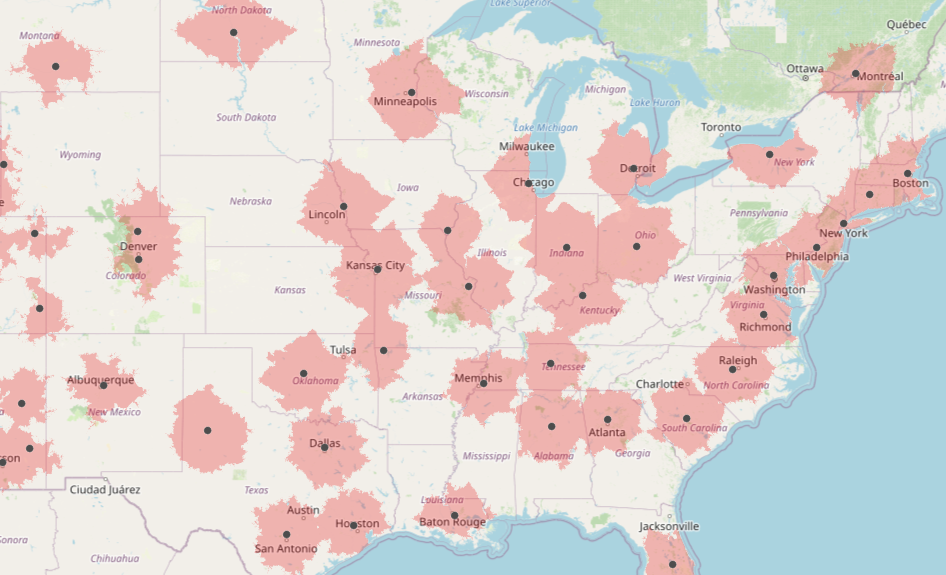 Lake Superior
North Dakota
Québec
Montana
Minnesota
Ottawa
Montréal
Michigan
Wisconsin
Minneapolis
Lake Huron
South Dakota
Lake Michigan
Toronto
Milwaukee
Wyoming
New York
Detroit
Chicago
Boston
Iowa
Nebraska
Lincoln
Pennsylvania
New York
Ohio
Denver
Indiana
Illinois
Philadelphia
Kansas City
Colorado
West Virginia
Kansas
Missouri
Washington
Virginia
Kentucky
Richmond
Tulsa
Raleigh
Tennessee
Albuquerque
Oklahoma
Memphis
Charlotte
North Carolina
Arkansas
New Mexico
South Carolina
Atlanta
Dallas
Mississippi
Alabama
Georgia
son
Ciudad Juárez
Texas
Louisiana
Austin
Baton Rouge
Houston
Jacksonville
onora
San Antonio
Chihuahua